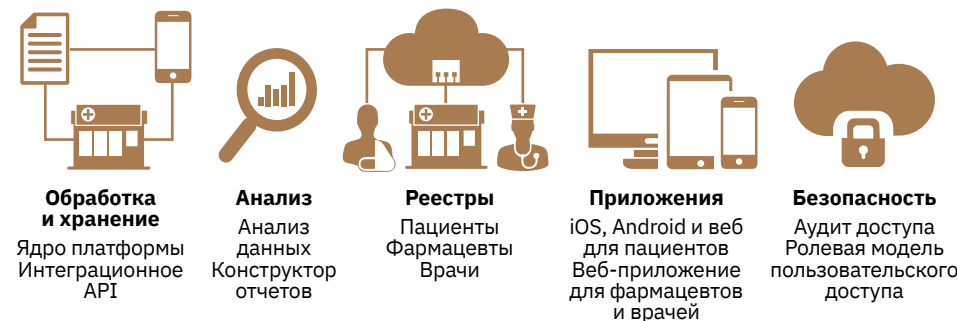 Обработка
и хранение
Ядро платформы
Интеграционное
API
Анализ
Анализ
данных
Конструктор
отчетов
Реестры
Пациенты
Фармацевты
Врачи
Приложения
iOS, Android и веб
для пациентов
Веб-приложение
для фармацевтов
и врачей
Безопасность
Аудит доступа
Ролевая модель
пользовательского
доступа